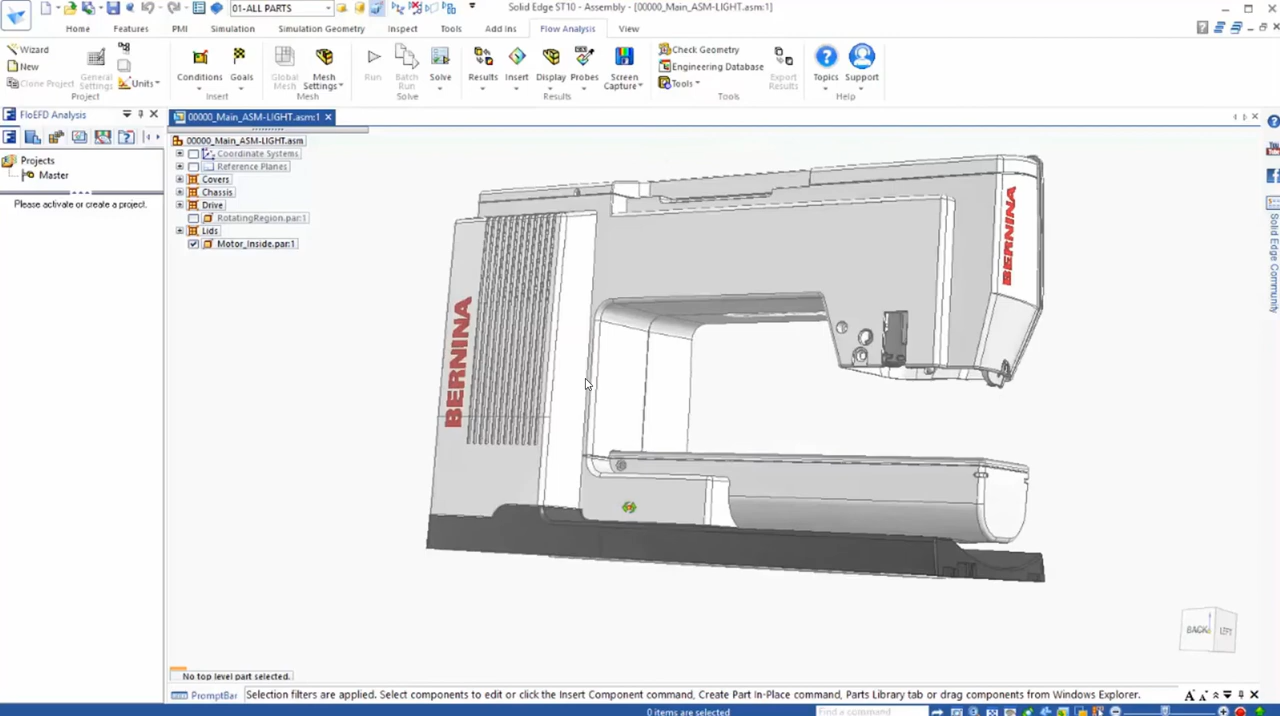 01-ALL PARTS
Solid Edge ST10 - Assembly - [00000_Main_ASM-LIGHT.asm:1]
Home
Features
PMI
Simulation
Simulation Geometry
Inspect
Tools
Add Ins
Flow Analysis
View
Wizard
New
Clone Project
General Settings
Units
Project
Conditions
Goals
Insert
Global Mesh
Mesh Settings
Mesh
Run
Batch Run
Solve
Solve
Results
Insert
Display
Probes
Screen Capture
Results
Check Geometry
Engineering Database
Tools
Export Results
Tools
Topics
Support
Help
FloEFD Analysis
00000_Main_ASM-LIGHT.asm:1
Projects
Master
Please activate or create a project.
00000_Main_ASM-LIGHT.asm
Coordinate Systems
Reference Planes
Covers
Chassis
Drive
RotatingRegion.par:1
Lids
Motor_Inside.par:1
BERNINA
BERNINA
Solid Edge Community
BACK
LEFT
No top level part selected.
PromptBar
Selection filters are applied. Select components to edit or click the Insert Component command, Create Part In-Place command, Parts Library tab or drag components from Windows Explorer.
0 items are selected
Find a command